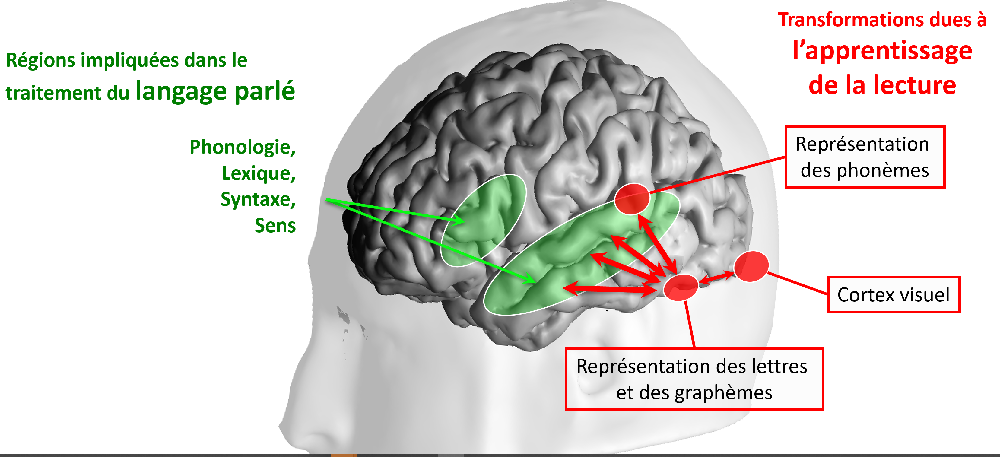 Régions impliquées dans le
traitement du langage parlé
Phonologie,
Lexique,
Syntaxe,
Sens
Transformations dues à
l’apprentissage
de la lecture
Représentation
des phonèmes
Cortex visuel
Représentation des lettres
et des graphèmes